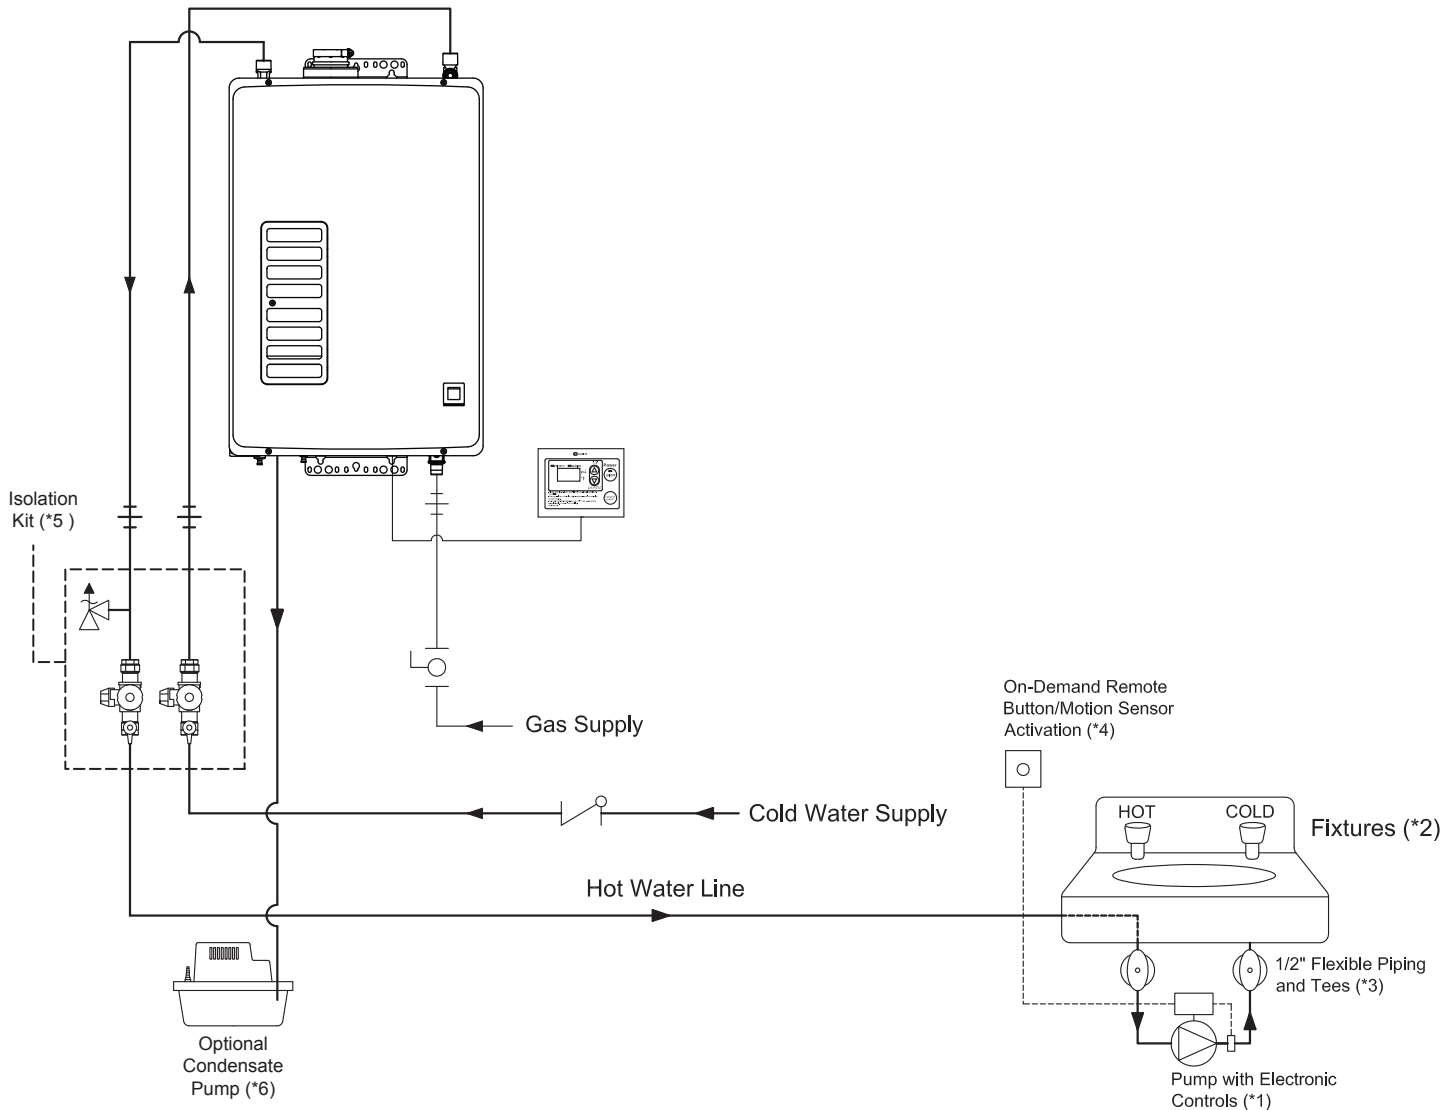 Isolation
Kit (*5 )
Power
Gas Supply
On-Demand Remote
Button/Motion Sensor
Activation (*4)
Cold Water Supply
HOT
COLD
Fixtures (*2)
Hot Water Line
1/2" Flexible Piping
and Tees (*3)
Optional
Condensate
Pump (*6)
Pump with Electronic
Controls (*1)